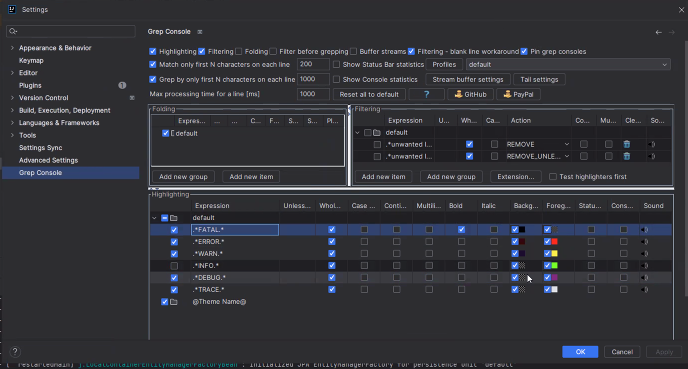 Settings
Appearance & Behavior
Keymap
Editor
Plugins 1
Version Control
Build, Execution, Deployment
Languages & Frameworks
Tools
Settings Sync
Advanced Settings
Grep Console
Grep Console
Highlighting Filtering Folding Filter before grepping Buffer streams Filtering - blank line workaround Pin grep consoles
Match only first N characters on each line 200 Show Status Bar statistics Profiles default
Grep by only first N characters on each line 1000 Show Console statistics Stream buffer settings Tail settings
Max processing time for a line [ms] 1000 Reset all to default ? GitHub PayPal
Folding
Expres... ... ... C... F... S... S... Pl...
default
Add new group Add new item
Filtering
Expression U... Wh... Ca... Action Co... Mu... Cle... So...
default
.*unwanted l... REMOVE
.*unwanted l... REMOVE_UNLE...
Add new item Add new group Extension... Test highlighters first
Highlighting
Expression Unless... Whol... Case ... Conti... Multili... Bold Italic Backg... Foreg... Statu... Cons... Sound
default
.*FATAL.*
.*ERROR.*
.*WARN.*
.*INFO.*
.*DEBUG.*
.*TRACE.*
@Theme Name@
? OK Cancel Apply
[ restartedMain] j.LocalContainerEntityManagerFactoryBean : Initialized JPA EntityManagerFactory for persistence unit 'default'